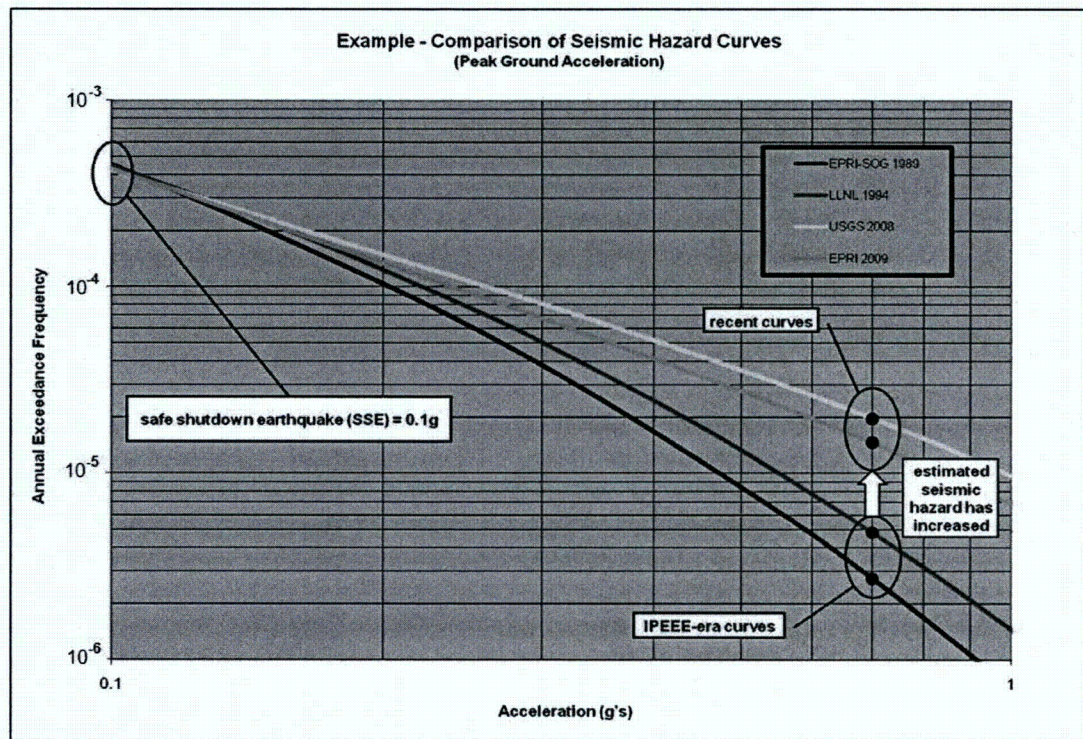 Example - Comparison of Seismic Hazard Curves
(Peak Ground Acceleration)
10-3
EPRI-SOG 1989
LLNL 1994
USGS 2008
EPRI 2009
10-4
recent curves
safe shutdown earthquake (SSE) = 0.1g
10-5
estimated
seismic
hazard has
increased
IPEEE-era curves
10-6
0.1
1
Annual Exceedance Frequency
Acceleration (g's)